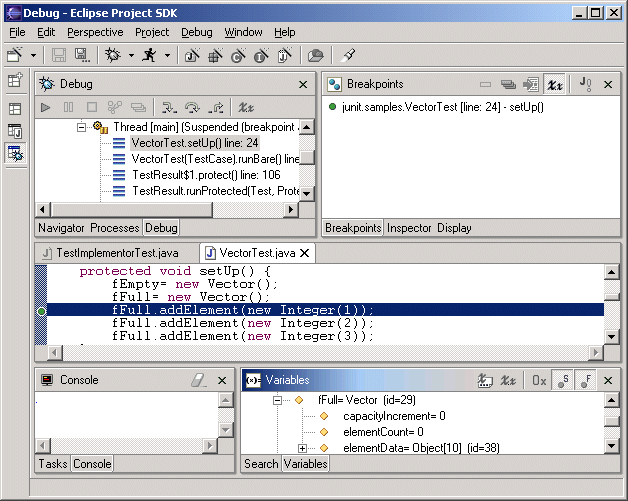 Debug - Eclipse Project SDK
File Edit Perspective Project Debug Window Help
Debug
Thread [main] (Suspended (breakpoint
VectorTest.setUp() line: 24
VectorTest(TestCase).runBare() line
TestResult$1.protect() line: 106
TestResult.runProtected(Test, Prote
Navigator Processes Debug
Breakpoints
junit.samples.VectorTest [line: 24] - setUp()
Breakpoints Inspector Display
TestImplementorTest.java VectorTest.java
protected void setUp() {
fEmpty= new Vector();
fFull= new Vector();
fFull.addElement(new Integer(1));
fFull.addElement(new Integer(2));
fFull.addElement(new Integer(3));
Console
Tasks Console
Variables
fFull= Vector (id=29)
capacityIncrement= 0
elementCount= 0
elementData= Object[10] (id=38)
Search Variables